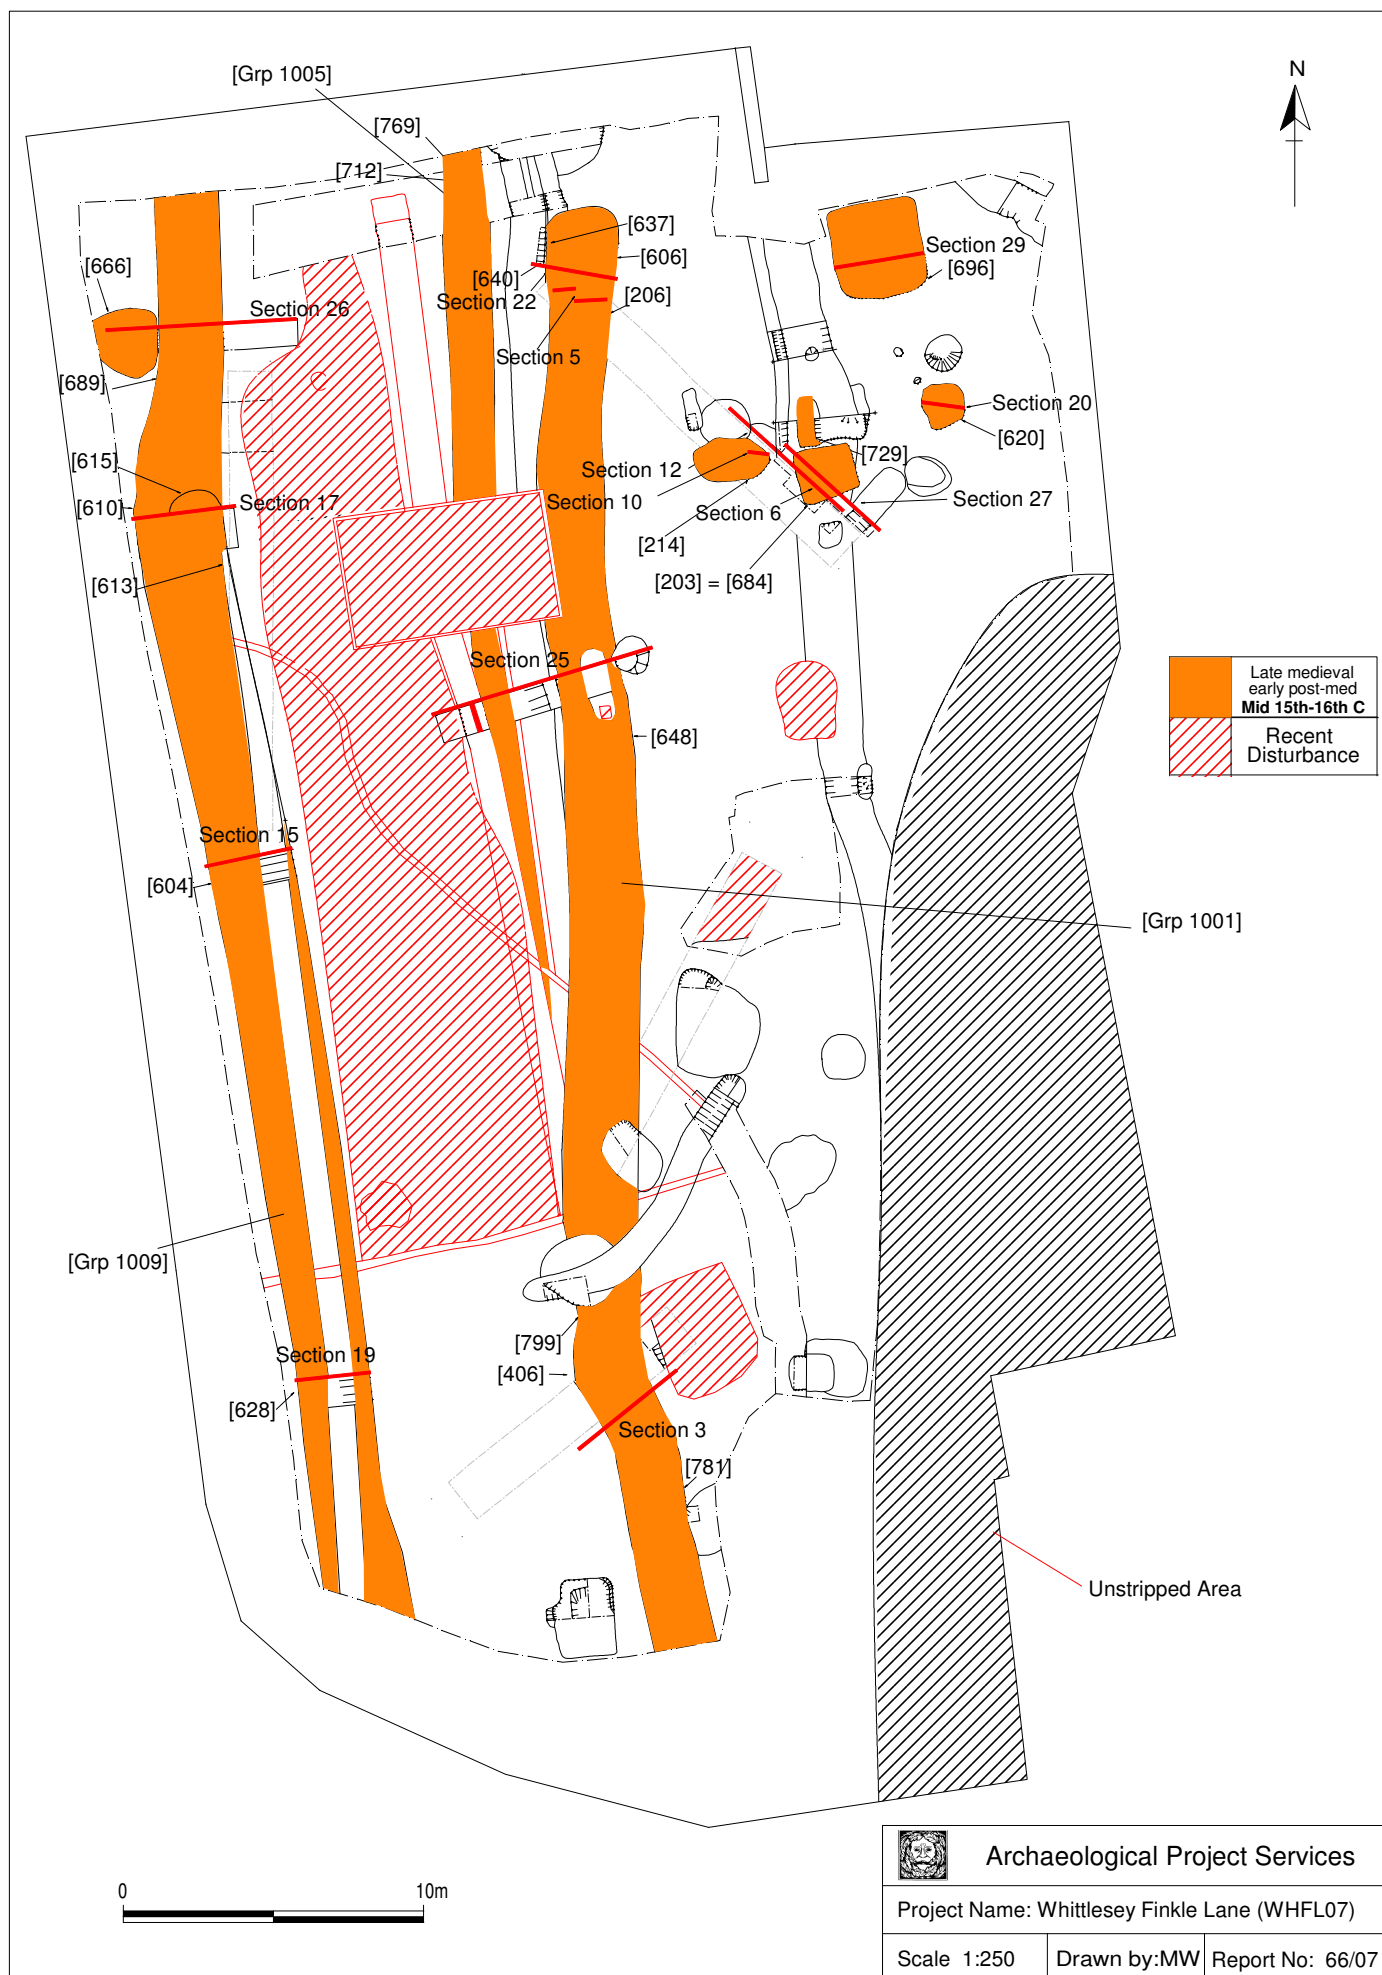 [Grp 1005]
N
[769]
[712]
[637]
[606]
Section 29
[696]
[666]
[640]
Section 22
[206]
Section 26
Section 5
[689]
Section 20
[620]
[615]
Section 12
[729]
[610]
Section 17
Section 10
Section 6
Section 27
[214]
[613]
[203] = [684]
Section 25
[648]
Late medieval
early post-med
Mid 15th-16th C
Recent
Disturbance
Section 15
[604]
[Grp 1001]
[Grp 1009]
[799]
Section 19
[406]
[628]
Section 3
[781]
Unstripped Area
0 10m
Archaeological Project Services
Project Name: Whittlesey Finkle Lane (WHFL07)
Scale 1:250 Drawn by:MW Report No: 66/07